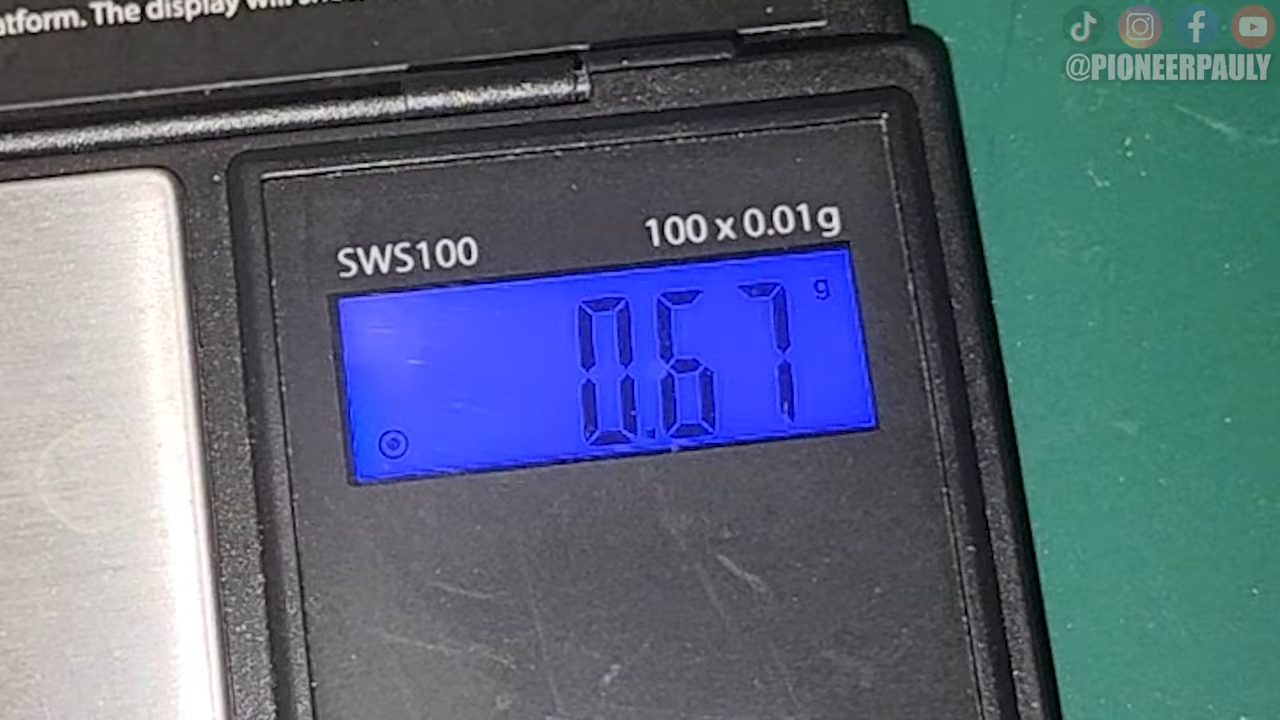 atform. The display will
@PIONEERPAULY
SWS100
100 x 0.01g
0.67 g